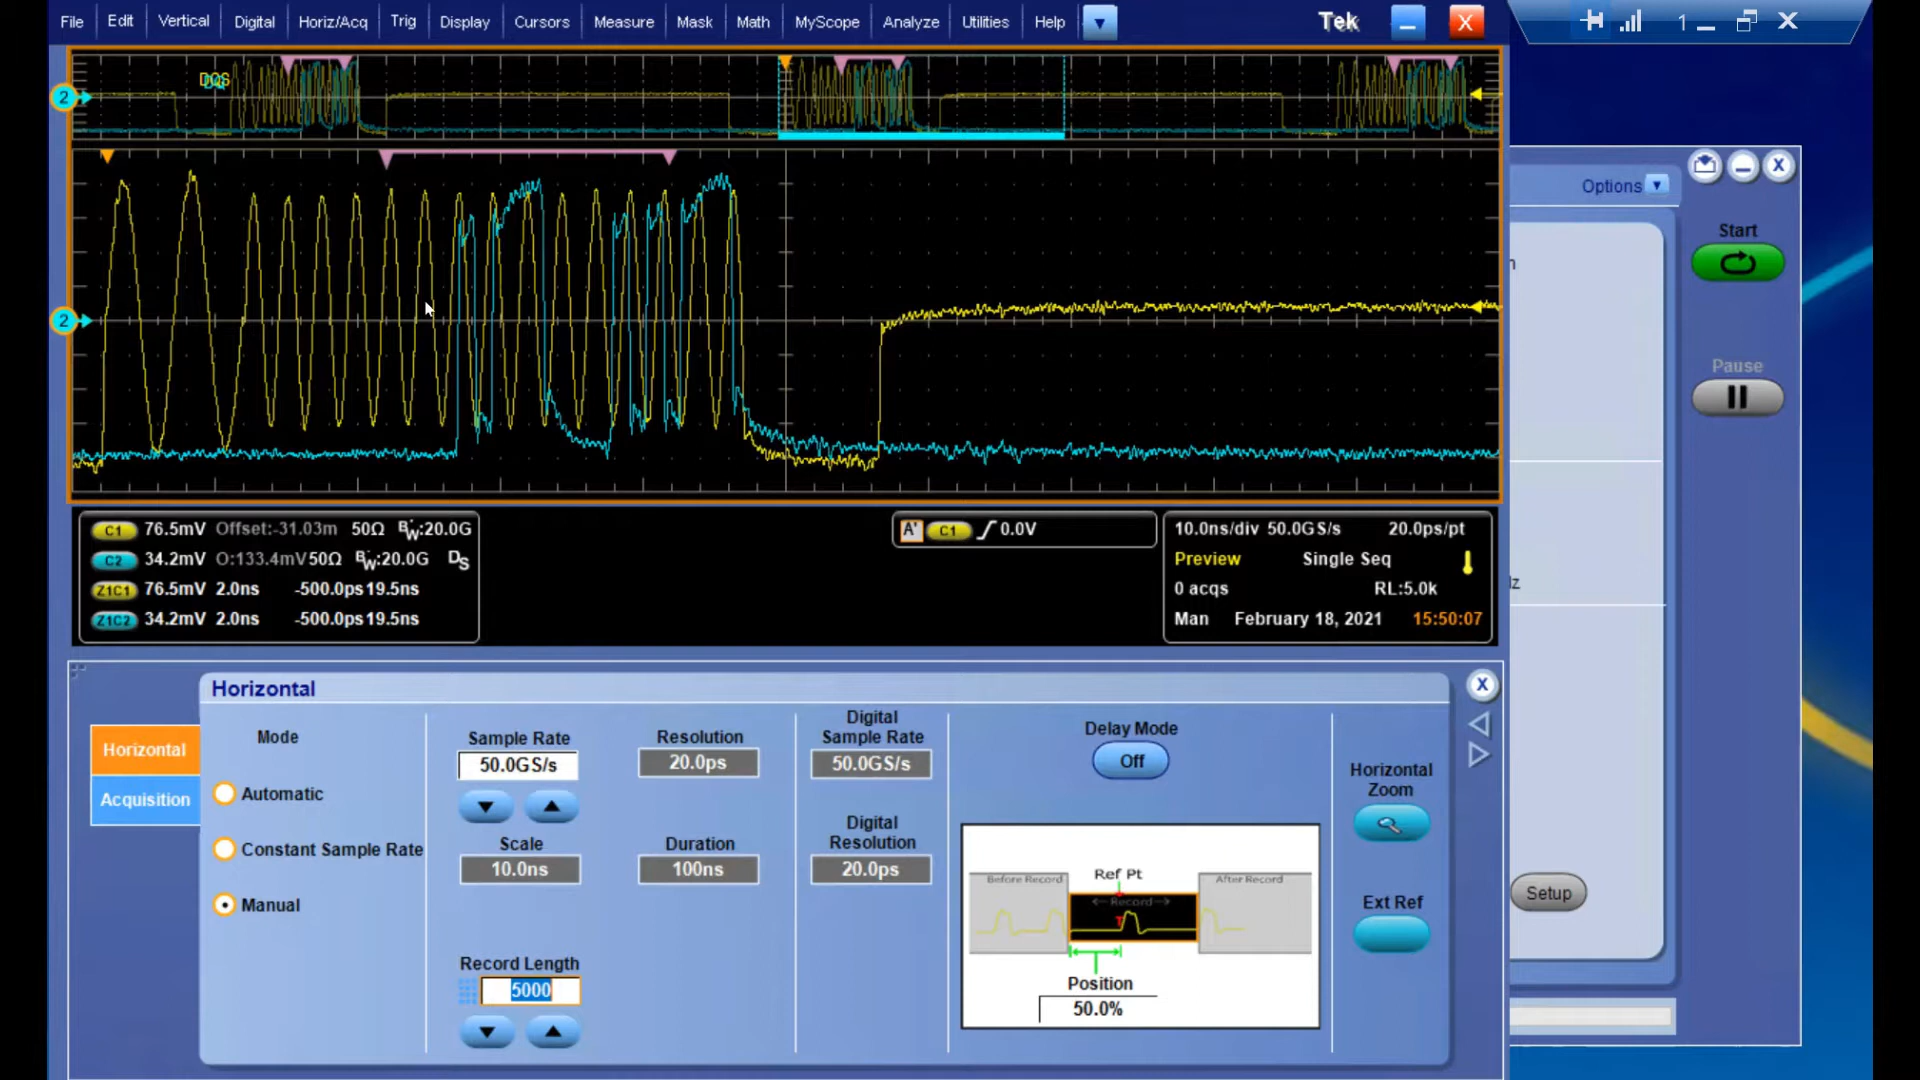 File Edit Vertical Digital Horiz/Acq Trig Display Cursors Measure Mask Math MyScope Analyze Utilities Help Tek X
1
DQS
2
2
Options
X
Start
Pause
C1 76.5mV Offset:-31.03m 50Ω BW:20.0G
C2 34.2mV O:133.4mV 50Ω BW:20.0G DS
Z1C1 76.5mV 2.0ns -500.0ps 19.5ns
Z1C2 34.2mV 2.0ns -500.0ps 19.5ns
A' C1 0.0V
10.0ns/div 50.0GS/s 20.0ps/pt
Preview Single Seq
0 acqs RL:5.0k
Man February 18, 2021 15:50:07
Horizontal
X
Horizontal
Acquisition
Mode
Automatic
Constant Sample Rate
Manual
Sample Rate
50.0GS/s
Scale
10.0ns
Record Length
5000
Resolution
20.0ps
Duration
100ns
Digital
Sample Rate
50.0GS/s
Digital
Resolution
20.0ps
Delay Mode
Off
Ref Pt
Before Record
Record
After Record
T
Position
50.0%
Horizontal
Zoom
Ext Ref
Setup